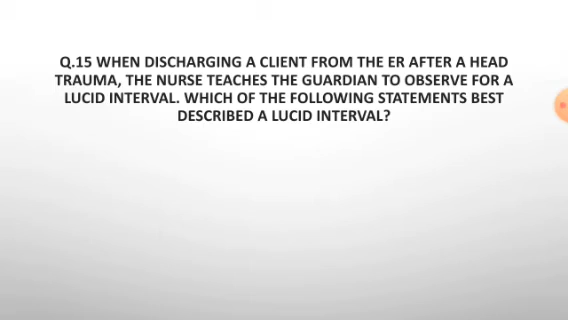 Q.15 WHEN DISCHARGING A CLIENT FROM THE ER AFTER A HEAD
TRAUMA, THE NURSE TEACHES THE GUARDIAN TO OBSERVE FOR A
LUCID INTERVAL. WHICH OF THE FOLLOWING STATEMENTS BEST
DESCRIBED A LUCID INTERVAL?